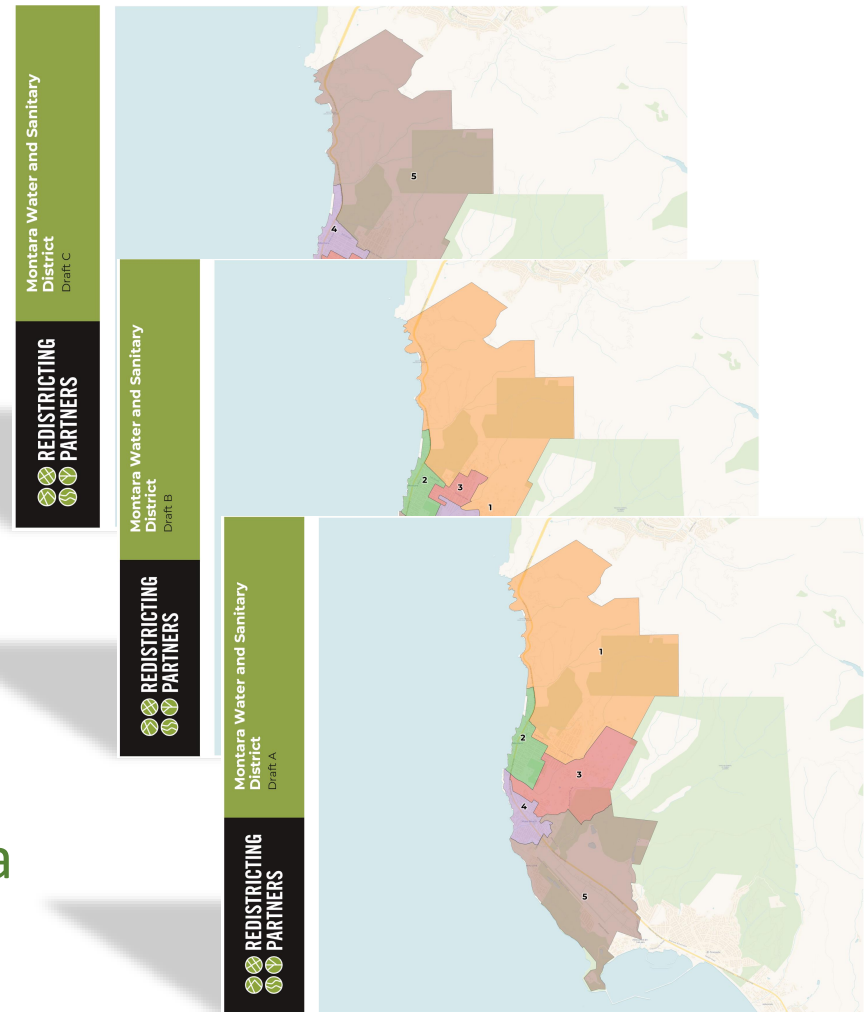 Montara Water and Sanitary
District
Draft C
REDISTRICTING
PARTNERS
5
4
Montara Water and Sanitary
District
Draft B
REDISTRICTING
PARTNERS
2
3
1
Montara Water and Sanitary
District
Draft A
REDISTRICTING
PARTNERS
1
2
3
4
5
a